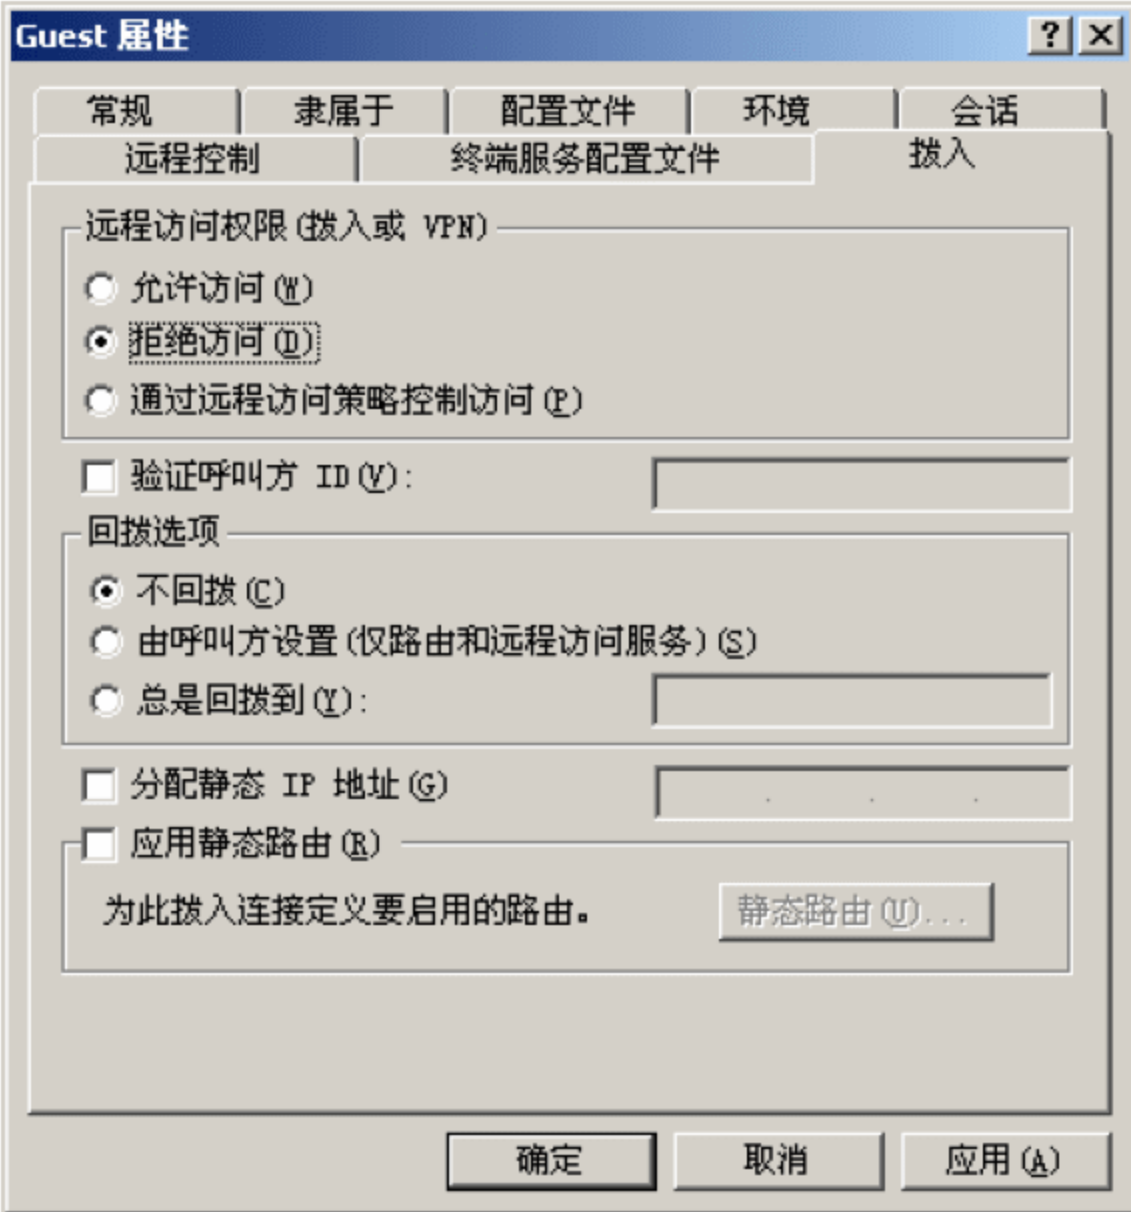 Guest 属性
常规 隶属于 配置文件 环境 会话
远程控制 终端服务配置文件 拨入
远程访问权限(拨入或 VPN)
允许访问(W)
拒绝访问(D)
通过远程访问策略控制访问(P)
验证呼叫方 ID(V):
回拨选项
不回拨(C)
由呼叫方设置(仅路由和远程访问服务)(S)
总是回拨到(Y):
分配静态 IP 地址(G)
应用静态路由(R)
为此拨入连接定义要启用的路由。 静态路由(U)...
确定 取消 应用(A)